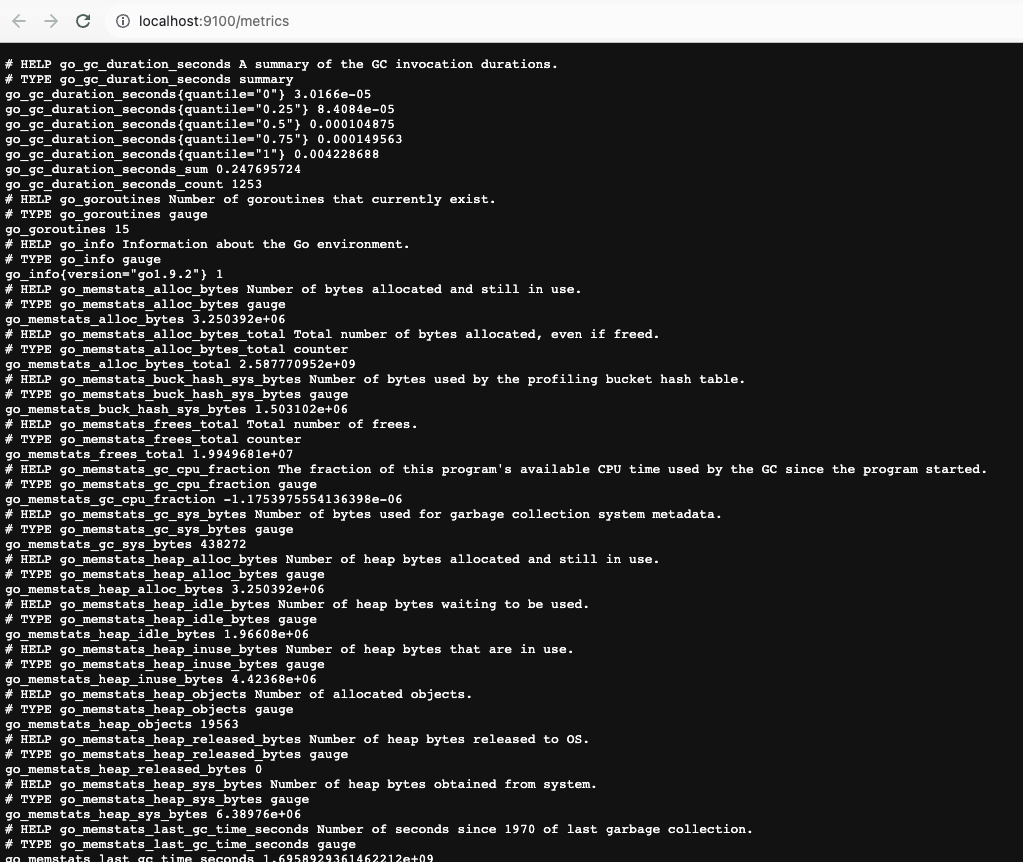 localhost:9100/metrics
# HELP go_gc_duration_seconds A summary of the GC invocation durations.
# TYPE go_gc_duration_seconds summary
go_gc_duration_seconds{quantile="0"} 3.0166e-05
go_gc_duration_seconds{quantile="0.25"} 8.4084e-05
go_gc_duration_seconds{quantile="0.5"} 0.000104875
go_gc_duration_seconds{quantile="0.75"} 0.000149563
go_gc_duration_seconds{quantile="1"} 0.004228688
go_gc_duration_seconds_sum 0.247695724
go_gc_duration_seconds_count 1253
# HELP go_goroutines Number of goroutines that currently exist.
# TYPE go_goroutines gauge
go_goroutines 15
# HELP go_info Information about the Go environment.
# TYPE go_info gauge
go_info{version="go1.9.2"} 1
# HELP go_memstats_alloc_bytes Number of bytes allocated and still in use.
# TYPE go_memstats_alloc_bytes gauge
go_memstats_alloc_bytes 3.250392e+06
# HELP go_memstats_alloc_bytes_total Total number of bytes allocated, even if freed.
# TYPE go_memstats_alloc_bytes_total counter
go_memstats_alloc_bytes_total 2.587770952e+09
# HELP go_memstats_buck_hash_sys_bytes Number of bytes used by the profiling bucket hash table.
# TYPE go_memstats_buck_hash_sys_bytes gauge
go_memstats_buck_hash_sys_bytes 1.503102e+06
# HELP go_memstats_frees_total Total number of frees.
# TYPE go_memstats_frees_total counter
go_memstats_frees_total 1.9949681e+07
# HELP go_memstats_gc_cpu_fraction The fraction of this program's available CPU time used by the GC since the program started.
# TYPE go_memstats_gc_cpu_fraction gauge
go_memstats_gc_cpu_fraction -1.1753975554136398e-06
# HELP go_memstats_gc_sys_bytes Number of bytes used for garbage collection system metadata.
# TYPE go_memstats_gc_sys_bytes gauge
go_memstats_gc_sys_bytes 438272
# HELP go_memstats_heap_alloc_bytes Number of heap bytes allocated and still in use.
# TYPE go_memstats_heap_alloc_bytes gauge
go_memstats_heap_alloc_bytes 3.250392e+06
# HELP go_memstats_heap_idle_bytes Number of heap bytes waiting to be used.
# TYPE go_memstats_heap_idle_bytes gauge
go_memstats_heap_idle_bytes 1.96608e+06
# HELP go_memstats_heap_inuse_bytes Number of heap bytes that are in use.
# TYPE go_memstats_heap_inuse_bytes gauge
go_memstats_heap_inuse_bytes 4.42368e+06
# HELP go_memstats_heap_objects Number of allocated objects.
# TYPE go_memstats_heap_objects gauge
go_memstats_heap_objects 19563
# HELP go_memstats_heap_released_bytes Number of heap bytes released to OS.
# TYPE go_memstats_heap_released_bytes gauge
go_memstats_heap_released_bytes 0
# HELP go_memstats_heap_sys_bytes Number of heap bytes obtained from system.
# TYPE go_memstats_heap_sys_bytes gauge
go_memstats_heap_sys_bytes 6.38976e+06
# HELP go_memstats_last_gc_time_seconds Number of seconds since 1970 of last garbage collection.
# TYPE go_memstats_last_gc_time_seconds gauge
go_memstats_last_gc_time_seconds 1.6958929361462212e+09